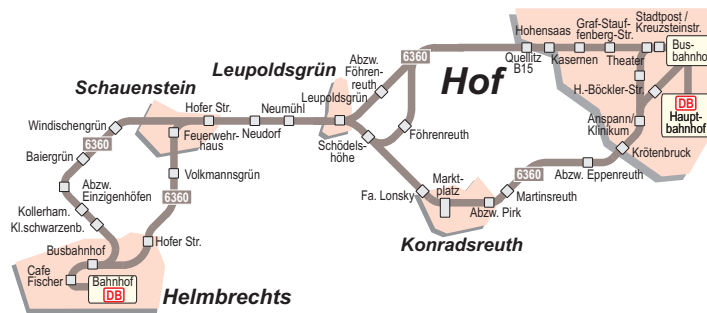 Hohensaas
Graf-Stauf-
fenberg-Str.
Stadtpost /
Kreuzsteinstr.
Abzw.
Föhren-
reuth
6360
Hof
Quellitz
B15
Kasernen
Theater
Bus-
bahnhof
H.-Böckler-Str.
DB
Haupt-
bahnhof
Anspann/
Klinikum
Krötenbruck
Leupoldsgrün
Schauenstein
Hofer Str.
Neumühl
Leupoldsgrün
Windischengrün
Feuerwehr-
haus
Neudorf
Schödels-
höhe
Föhrenreuth
6360
Baiergrün
Volkmannsgrün
6360
Abzw.
Einzigenhöfen
6360
Abzw. Eppenreuth
Markt-
platz
Fa. Lonsky
Martinsreuth
Abzw. Pirk
Kollerham.
Kl.schwarzenb.
Konradsreuth
Busbahnhof
Hofer Str.
Cafe
Fischer
Bahnhof
DB
Helmbrechts